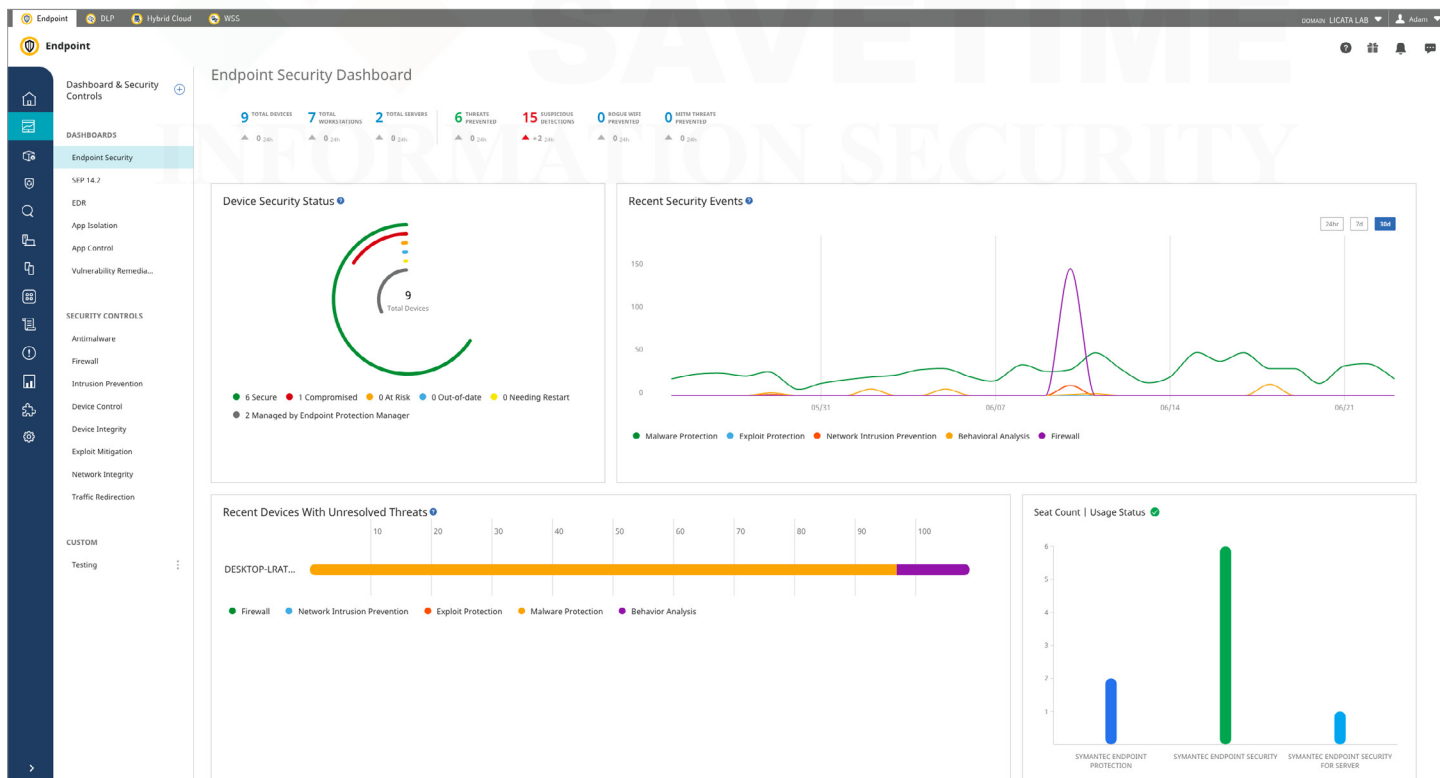 Endpoint
DLP
Hybrid Cloud
WSS
DOMAIN LICATA LAB
Adam
Endpoint
SAVETIME
INFORMATION SECURITY
Dashboard & Security
Controls
DASHBOARDS
Endpoint Security
SEP 14.2
EDR
App Isolation
App Control
Vulnerability Remedia...
SECURITY CONTROLS
Antimalware
Firewall
Intrusion Prevention
Device Control
Device Integrity
Exploit Mitigation
Network Integrity
Traffic Redirection
CUSTOM
Testing
Endpoint Security Dashboard
9 TOTAL DEVICES
0 24h
7 TOTAL WORKSTATIONS
0 24h
2 TOTAL SERVERS
0 24h
6 THREATS PREVENTED
0 24h
15 SUSPICIOUS DETECTIONS
+2 24h
0 ROGUE WIFI PREVENTED
0 24h
0 MITM THREATS PREVENTED
0 24h
Device Security Status
9
Total Devices
6 Secure 1 Compromised 0 At Risk 0 Out-of-date 0 Needing Restart
2 Managed by Endpoint Protection Manager
Recent Security Events
24hr 7d 30d
150
100
50
0
05/31 06/07 06/14 06/21
Malware Protection Exploit Protection Network Intrusion Prevention Behavioral Analysis Firewall
Recent Devices With Unresolved Threats
10 20 30 40 50 60 70 80 90 100
DESKTOP-LRAT...
Firewall Network Intrusion Prevention Exploit Protection Malware Protection Behavior Analysis
Seat Count | Usage Status
6
5
4
3
2
1
SYMANTEC ENDPOINT
PROTECTION
SYMANTEC ENDPOINT SECURITY
SYMANTEC ENDPOINT SECURITY
FOR SERVER